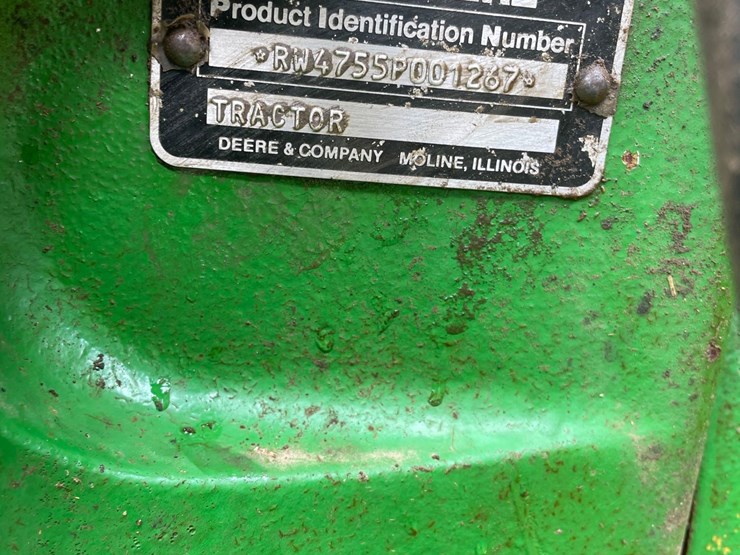 Product Identification Number
*RW4755P001267*
TRACTOR
DEERE & COMPANY MOLINE, ILLINOIS